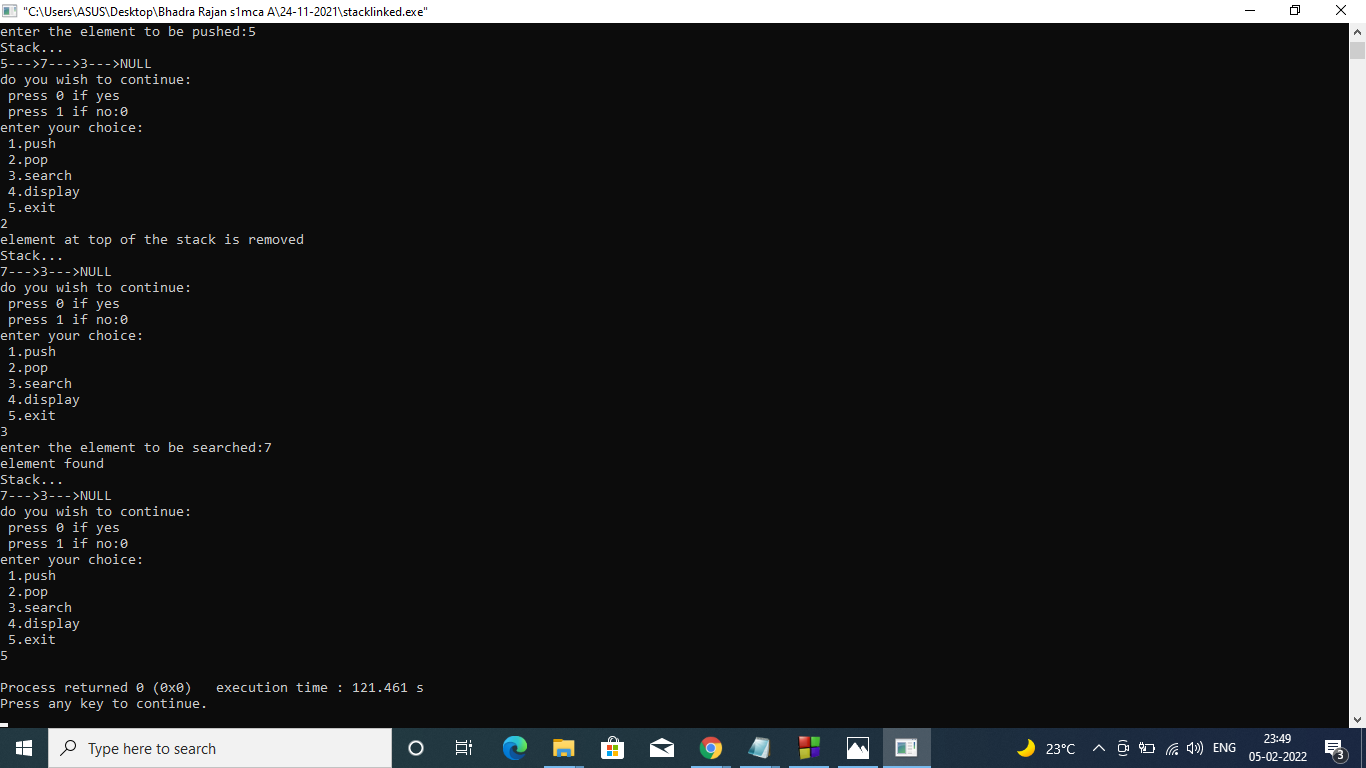 "C:\Users\ASUS\Desktop\Bhadra Rajan s1mca A\24-11-2021\stacklinked.exe"
enter the element to be pushed:5
Stack...
5--->7--->3--->NULL
do you wish to continue:
 press 0 if yes
 press 1 if no:0
enter your choice:
 1.push
 2.pop
 3.search
 4.display
 5.exit
2
element at top of the stack is removed
Stack...
7--->3--->NULL
do you wish to continue:
 press 0 if yes
 press 1 if no:0
enter your choice:
 1.push
 2.pop
 3.search
 4.display
 5.exit
3
enter the element to be searched:7
element found
Stack...
7--->3--->NULL
do you wish to continue:
 press 0 if yes
 press 1 if no:0
enter your choice:
 1.push
 2.pop
 3.search
 4.display
 5.exit
5
Process returned 0 (0x0)   execution time : 121.461 s
Press any key to continue.
Type here to search
23°C
ENG
23:49
05-02-2022
3